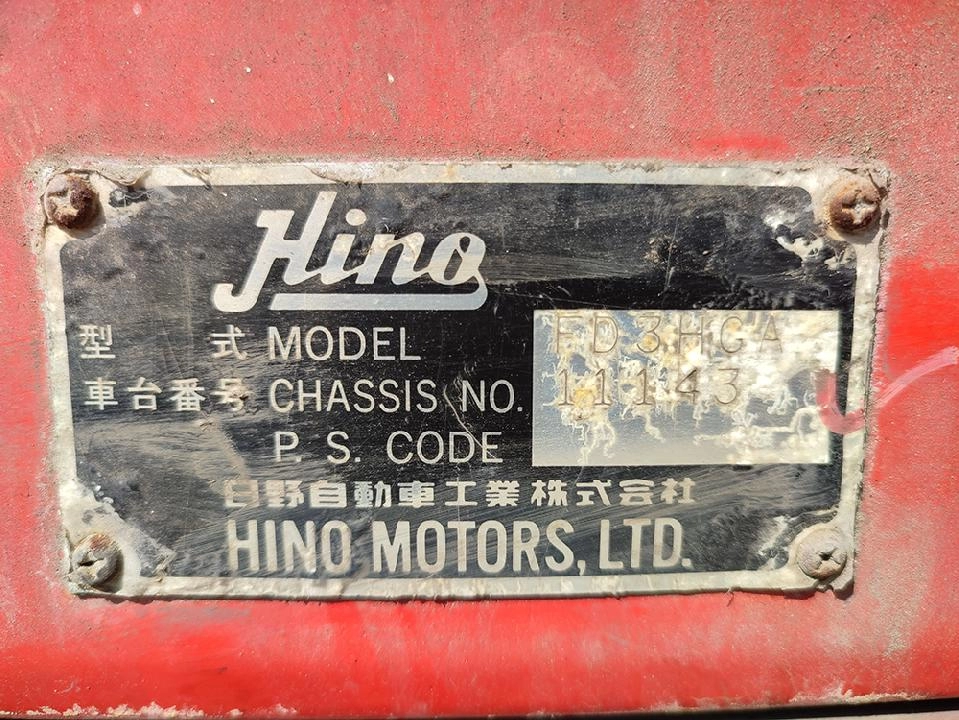 Hino
型 式 MODEL FD3HGA
車台番号 CHASSIS NO. 11143
P. S. CODE
日野自動車工業株式会社
HINO MOTORS, LTD.